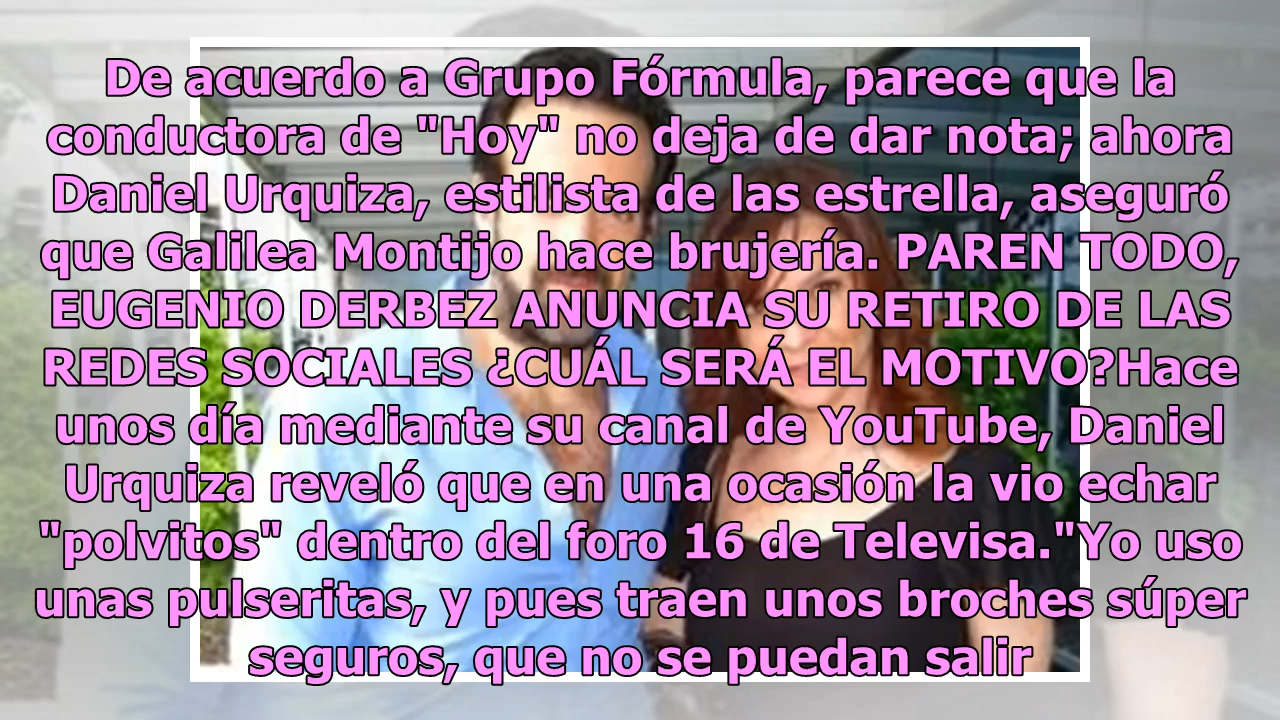 De acuerdo a Grupo Fórmula, parece que la
conductora de "Hoy" no deja de dar nota; ahora
Daniel Urquiza, estilista de las estrella, aseguró
que Galilea Montijo hace brujería. PAREN TODO,
EUGENIO DERBEZ ANUNCIA SU RETIRO DE LAS
REDES SOCIALES ¿CUÁL SERÁ EL MOTIVO?Hace
unos día mediante su canal de YouTube, Daniel
Urquiza reveló que en una ocasión la vio echar
"polvitos" dentro del foro 16 de Televisa."Yo uso
unas pulseritas, y pues traen unos broches súper
seguros, que no se puedan salir